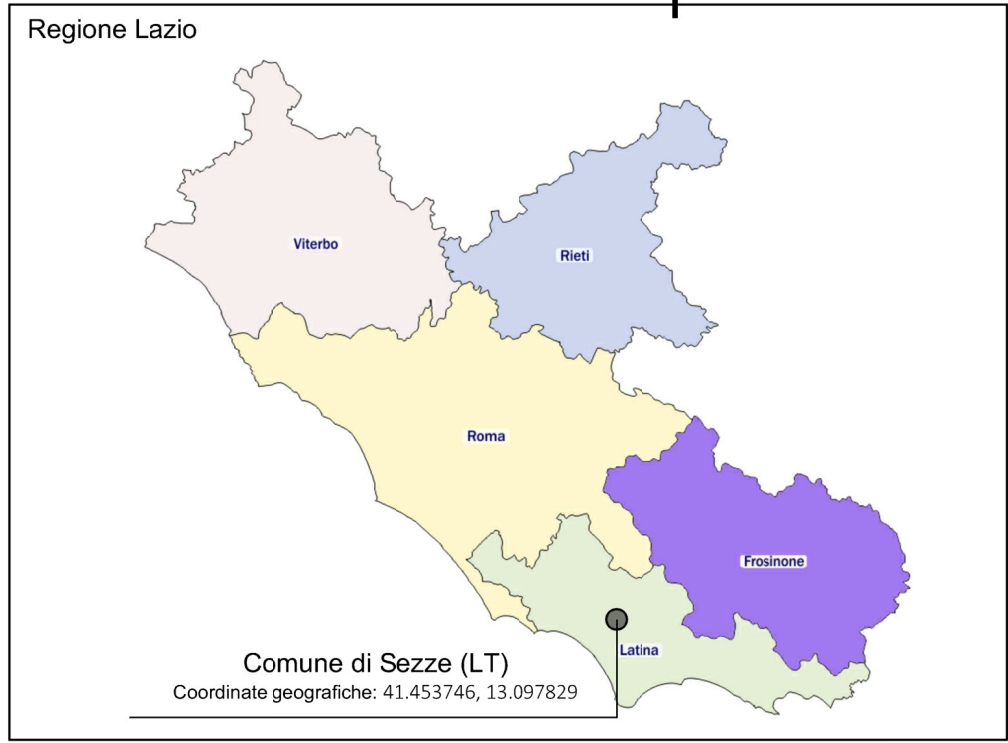 Regione Lazio
Viterbo
Rieti
Roma
Frosinone
Latina
Comune di Sezze (LT)
Coordinate geografiche: 41.453746, 13.097829